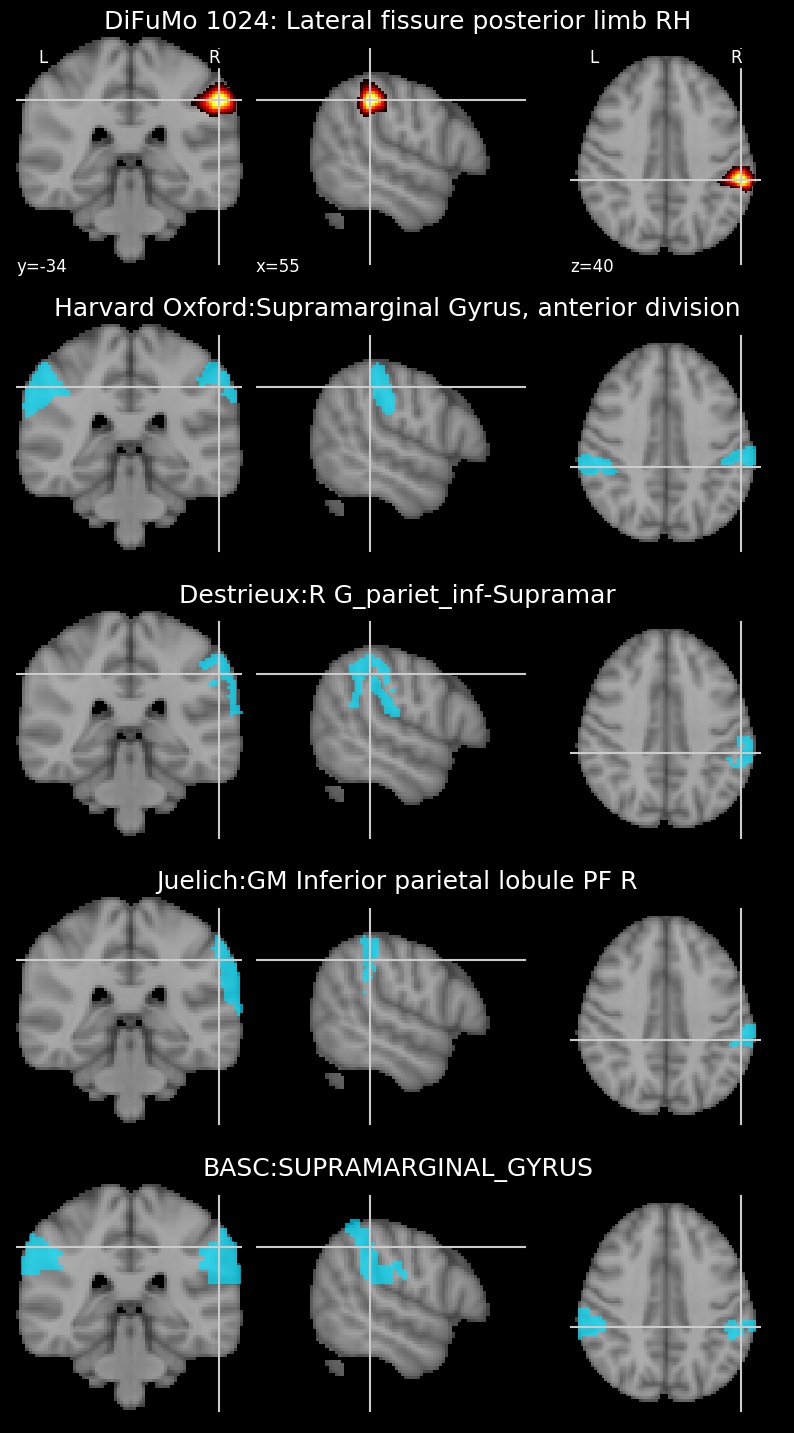 DiFuMo 1024: Lateral fissure posterior limb RH
L R L R
y=-34 x=55 z=40
Harvard Oxford:Supramarginal Gyrus, anterior division
Destrieux:R G_pariet_inf-Supramar
Juelich:GM Inferior parietal lobule PF R
BASC:SUPRAMARGINAL_GYRUS